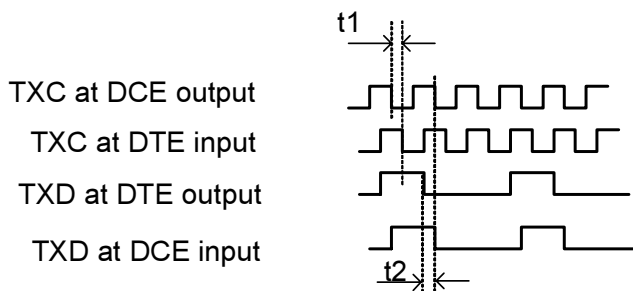 t1
TXC at DCE output
TXC at DTE input
TXD at DTE output
TXD at DCE input
t2